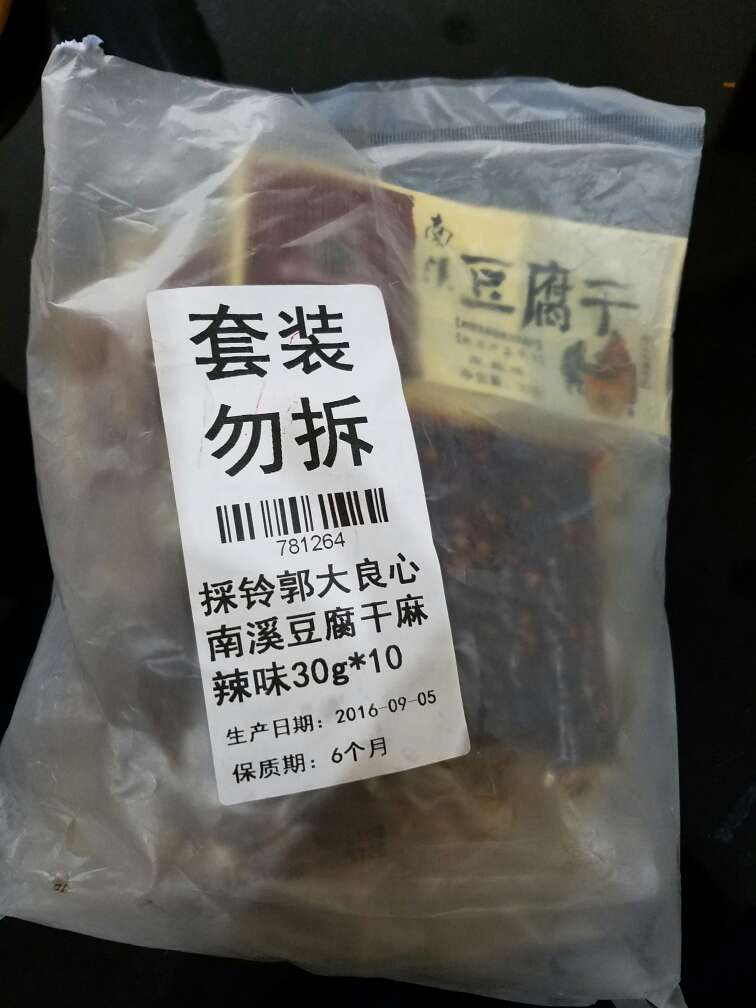 南溪
豆腐干
套装
勿拆
781264
採铃郭大良心
南溪豆腐干麻
辣味30g*10
生产日期：2016-09-05
保质期：6个月